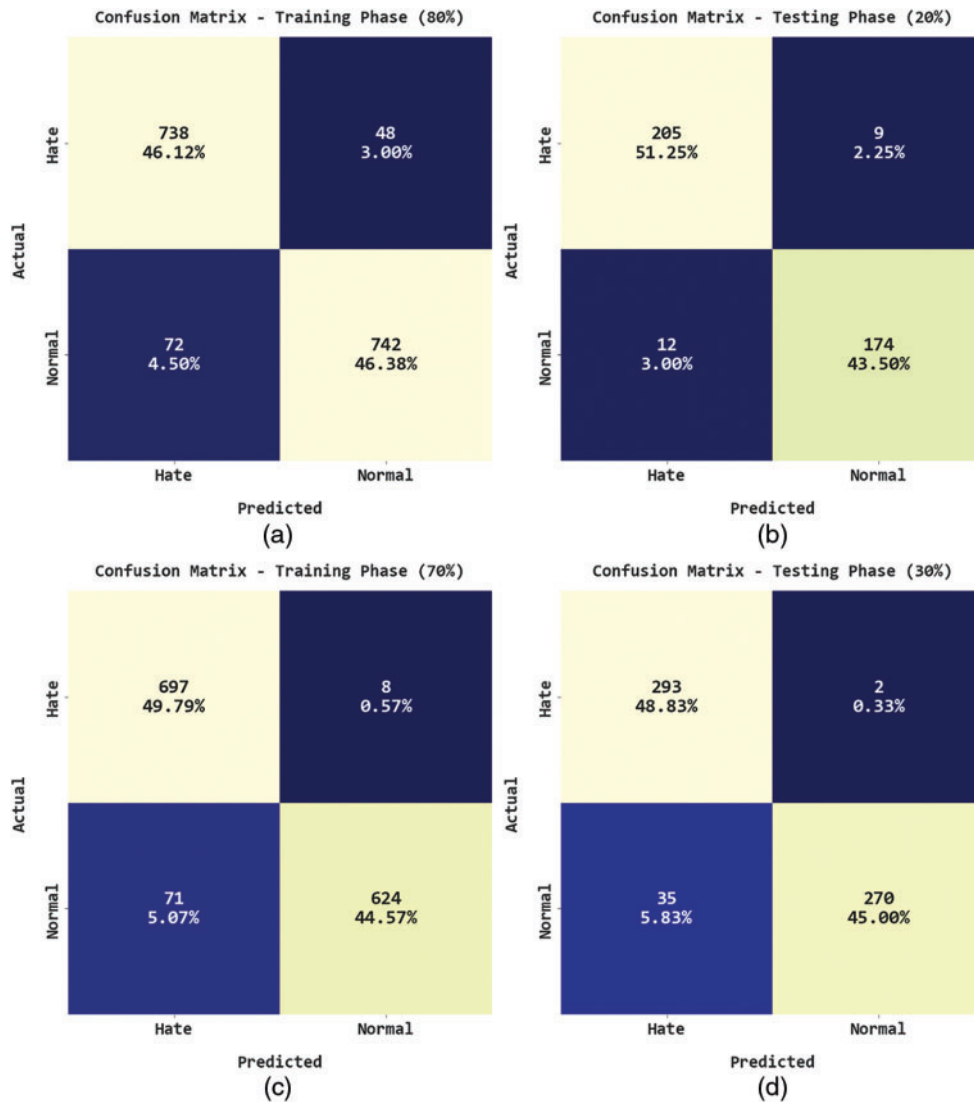 Confusion Matrix - Training Phase (80%)
Hate
738
46.12%
48
3.00%
Actual
Normal
72
4.50%
742
46.38%
Hate
Normal
Predicted
(a)
Confusion Matrix - Testing Phase (20%)
Hate
205
51.25%
9
2.25%
Actual
Normal
12
3.00%
174
43.50%
Hate
Normal
Predicted
(b)
Confusion Matrix - Training Phase (70%)
Hate
697
49.79%
8
0.57%
Actual
Normal
71
5.07%
624
44.57%
Hate
Normal
Predicted
(c)
Confusion Matrix - Testing Phase (30%)
Hate
293
48.83%
2
0.33%
Actual
Normal
35
5.83%
270
45.00%
Hate
Normal
Predicted
(d)